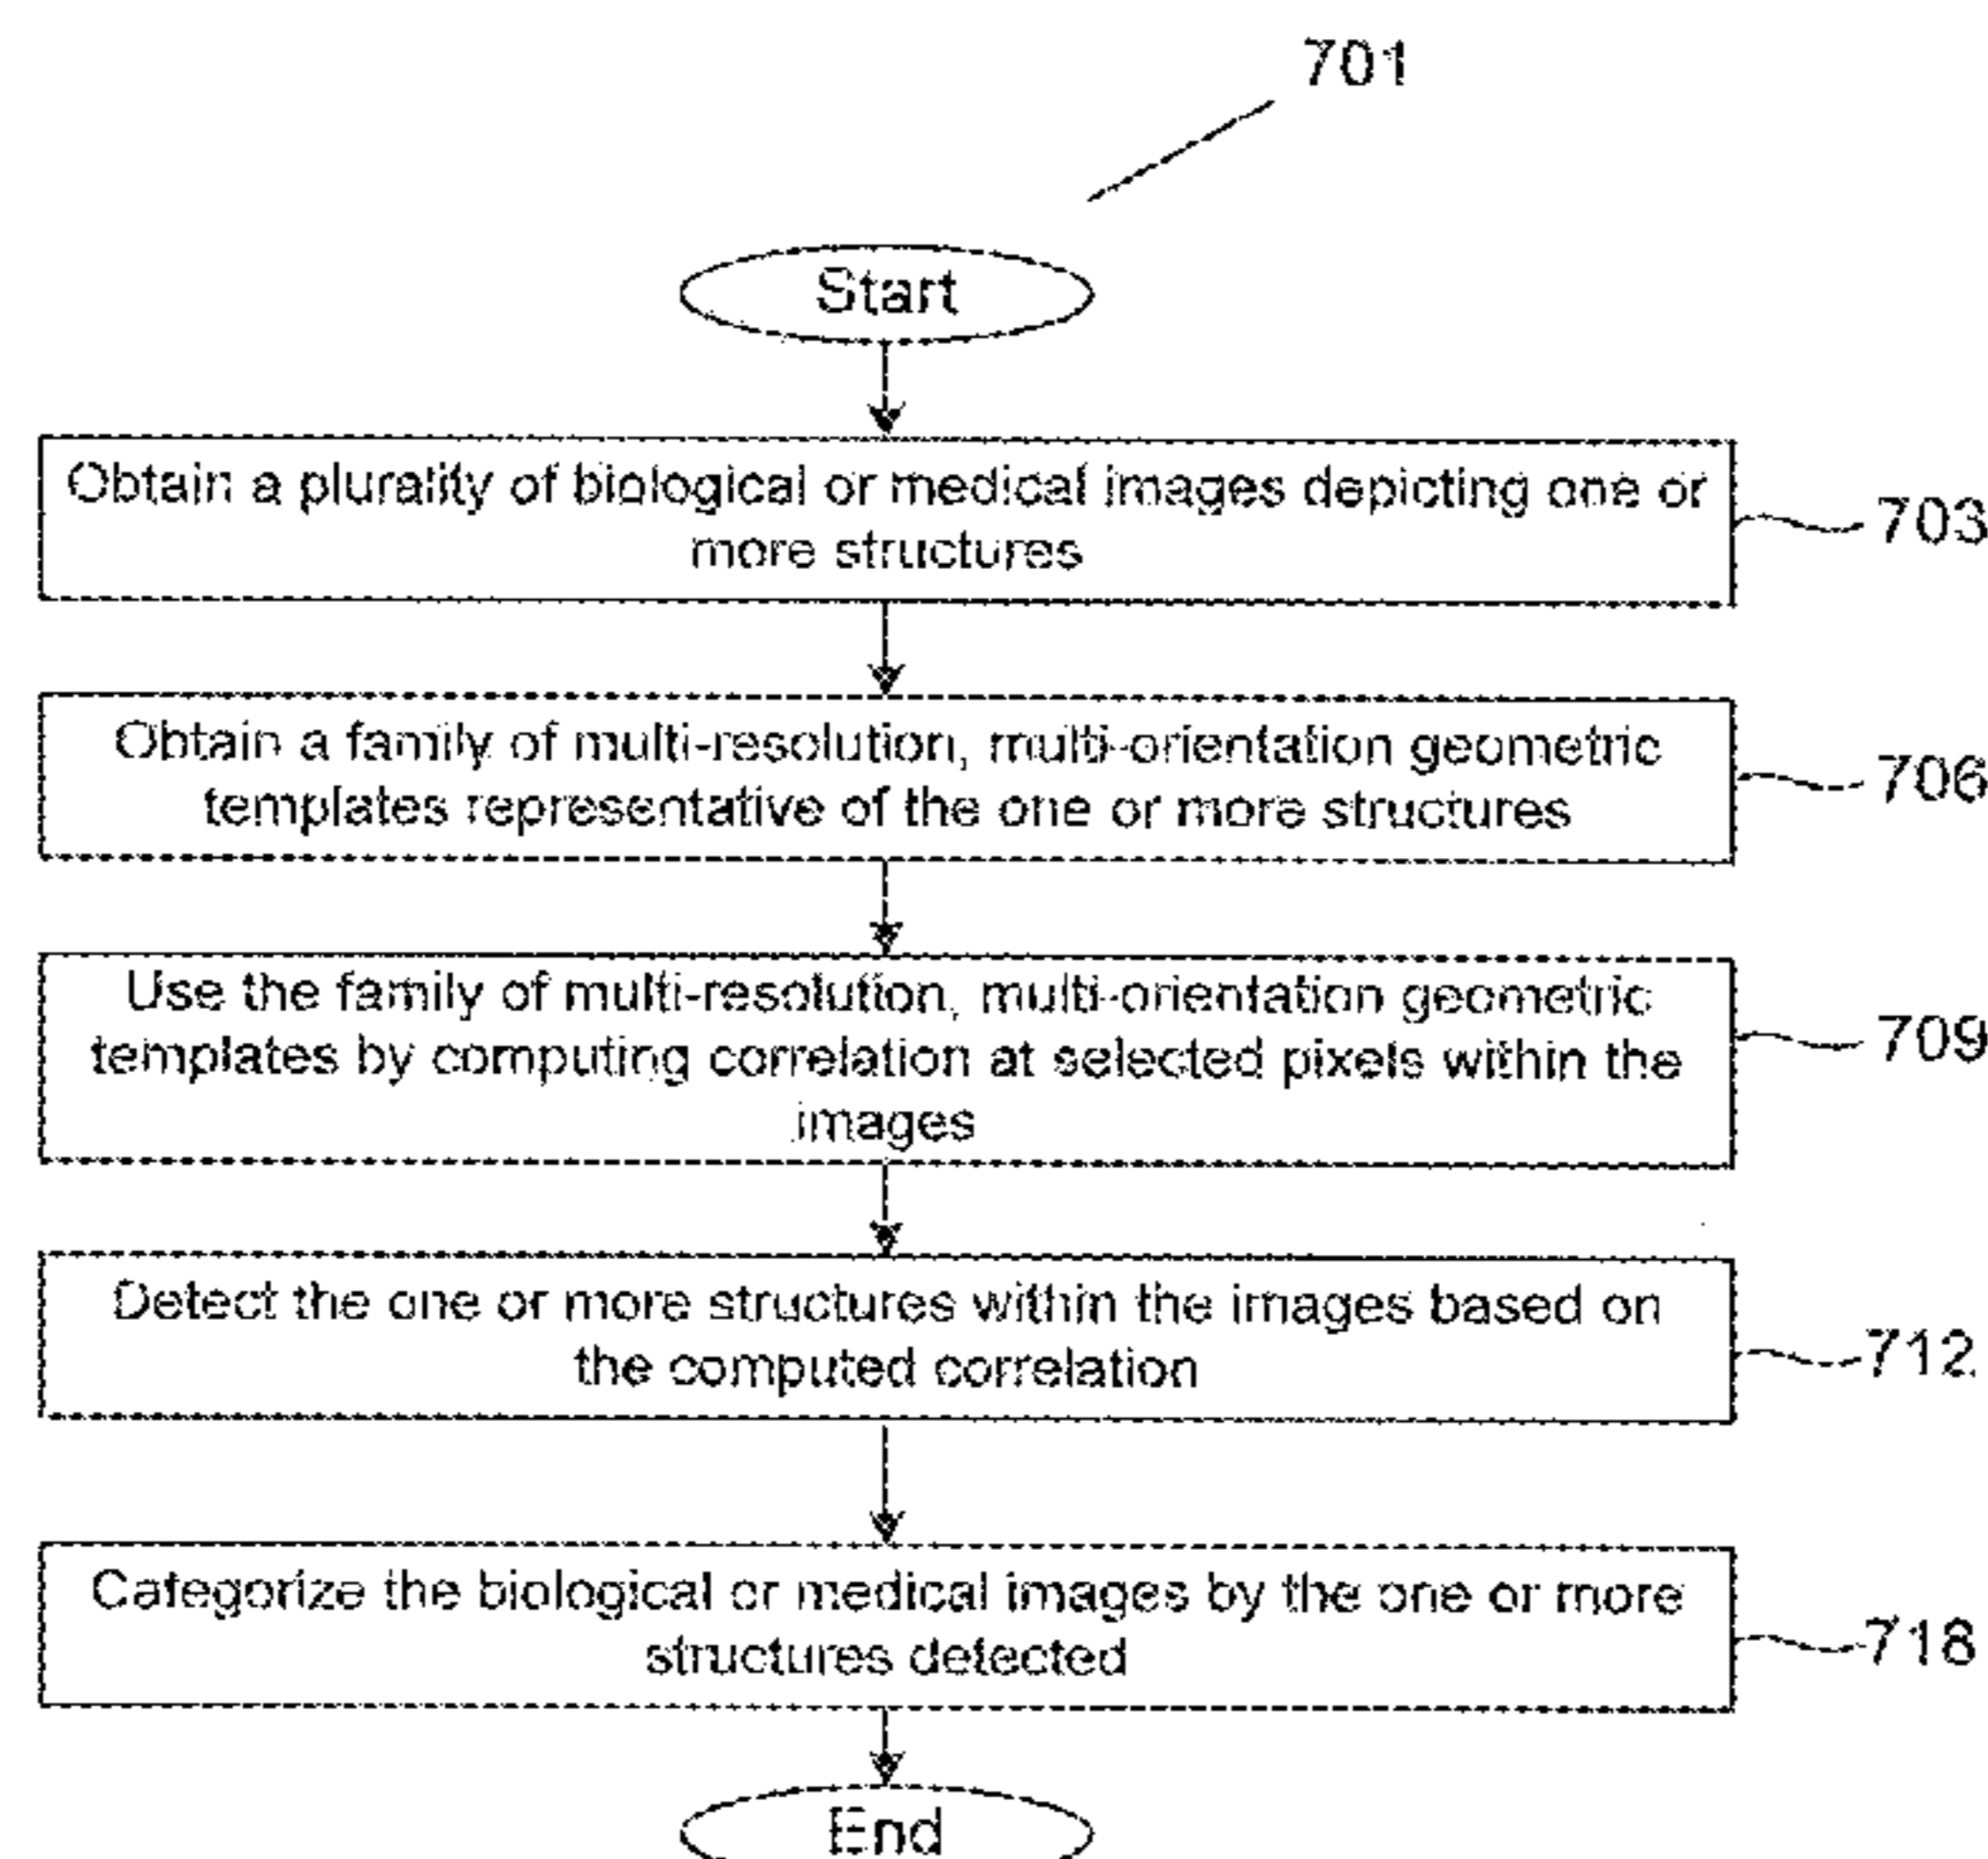 701
Start
Obtain a plurality of biological or medical images depicting one or
more structures
703
Obtain a family of multi-resolution, multi-orientation geometric
templates representative of the one or more structures
706
Use the family of multi-resolution, multi-orientation geometric
templates by computing correlation at selected pixels within the
images
709
Detect the one or more structures within the images based on
the computed correlation
712
Categorize the biological or medical images by the one or more
structures detected
718
End